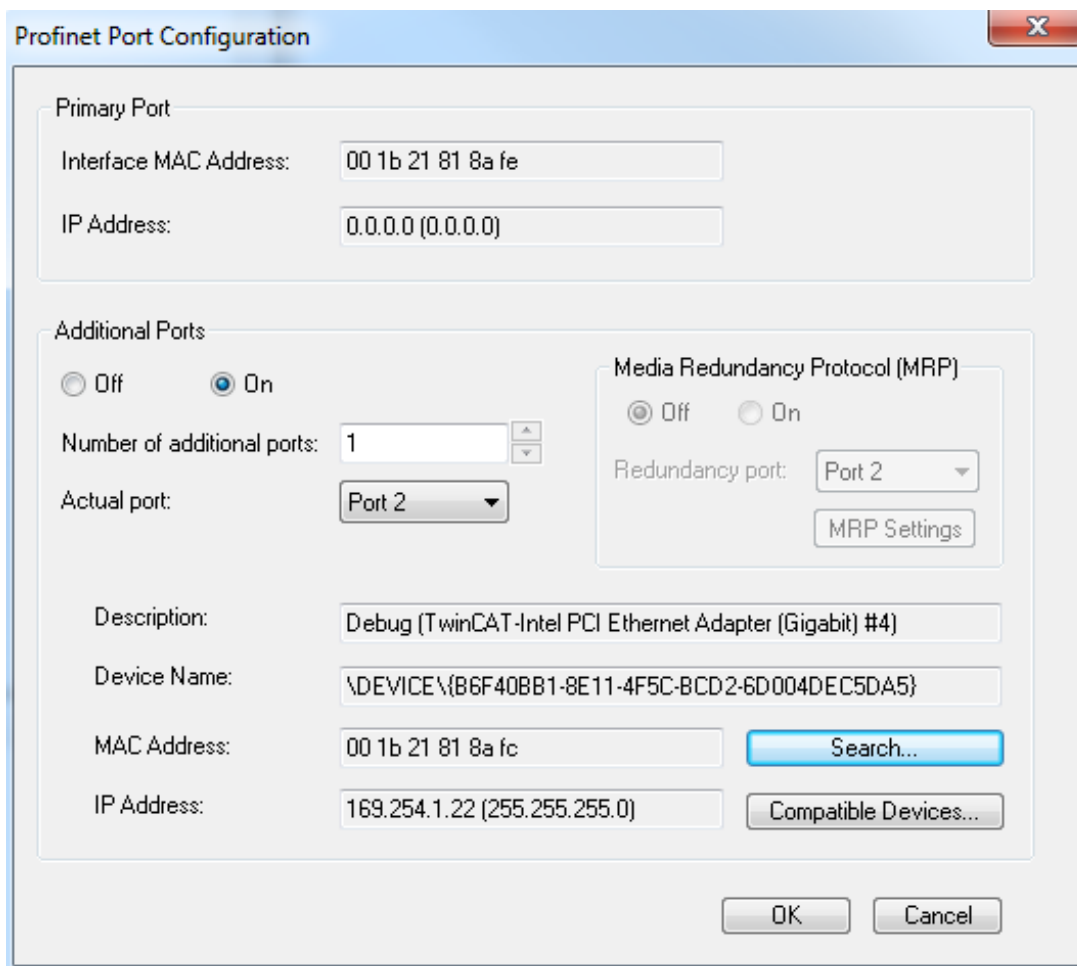 Profinet Port Configuration
Primary Port
Interface MAC Address: 00 1b 21 81 8a fe
IP Address: 0.0.0.0 (0.0.0.0)
Additional Ports
Off On
Number of additional ports: 1
Actual port: Port 2
Media Redundancy Protocol (MRP)
Off On
Redundancy port: Port 2
MRP Settings
Description: Debug (TwinCAT-Intel PCI Ethernet Adapter (Gigabit) #4)
Device Name: \DEVICE\{B6F40BB1-8E11-4F5C-BCD2-6D004DEC5DA5}
MAC Address: 00 1b 21 81 8a fc Search...
IP Address: 169.254.1.22 (255.255.255.0) Compatible Devices...
OK Cancel